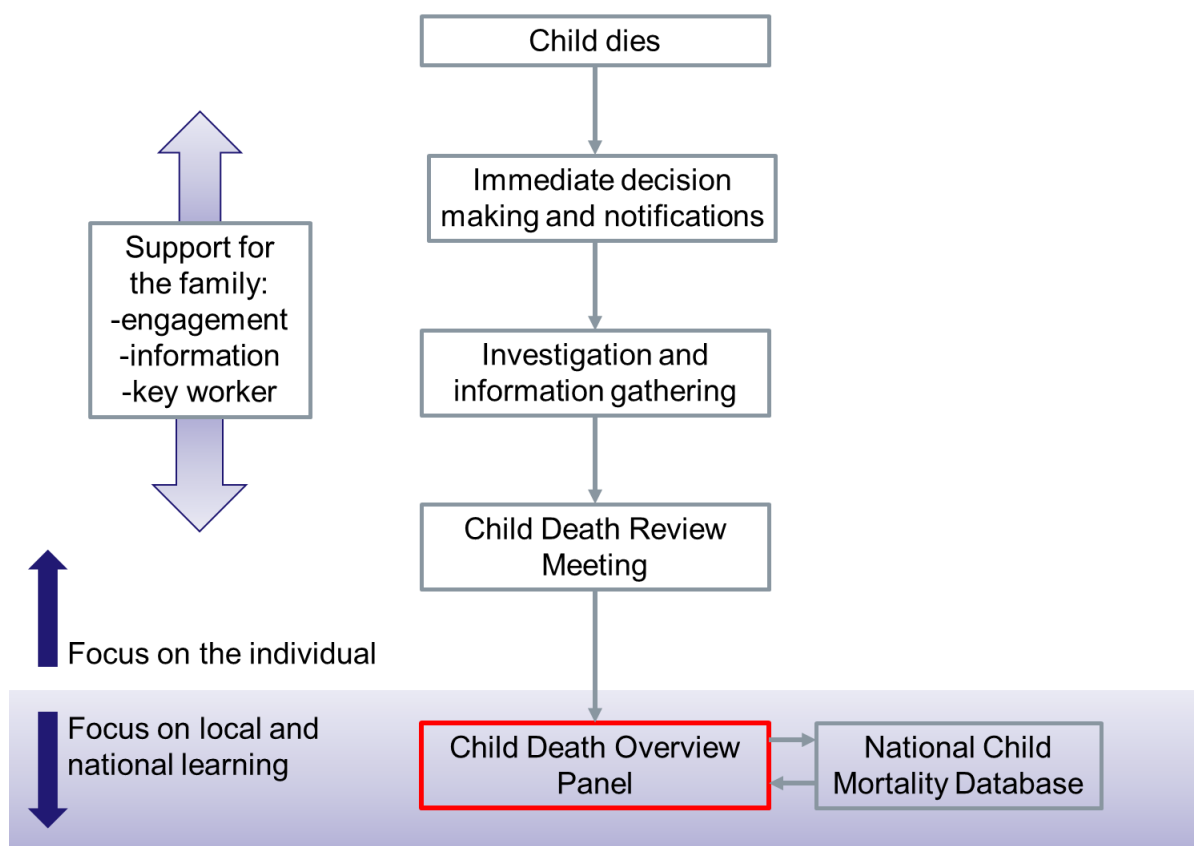 Child dies
Immediate decision
making and notifications
Support for
the family:
-engagement
-information
-key worker
Investigation and
information gathering
Child Death Review
Meeting
Focus on the individual
Focus on local and
national learning
Child Death Overview
Panel
National Child
Mortality Database